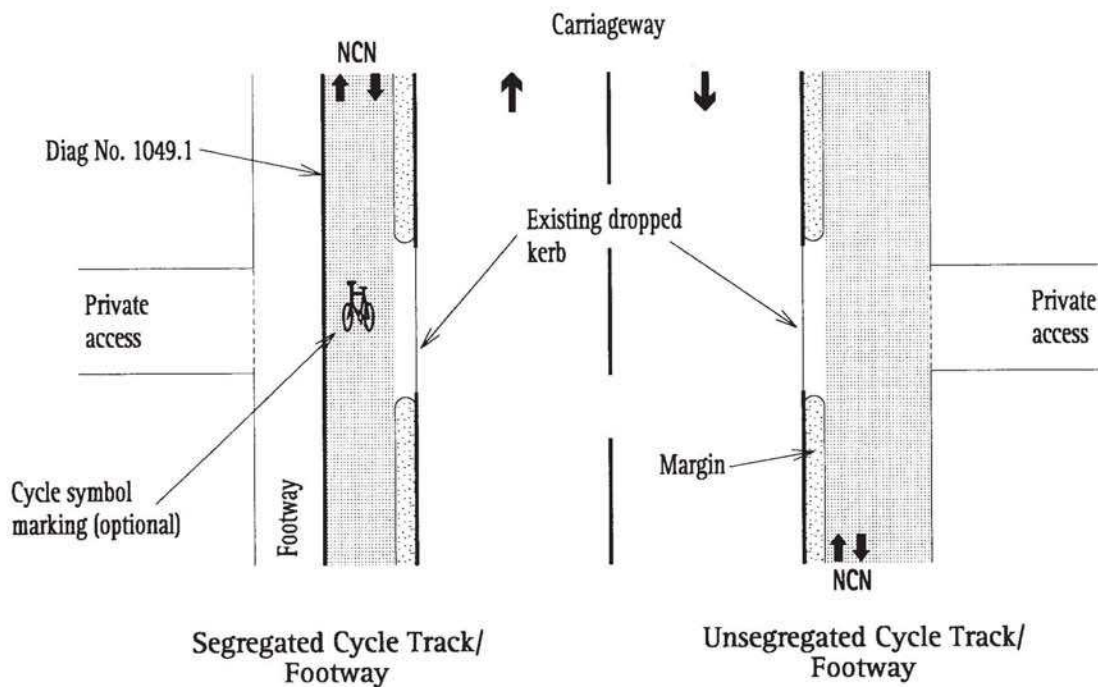 Carriageway
NCN
Diag No. 1049.1
Existing dropped
kerb
Private
access
Private
access
Margin
Cycle symbol
marking (optional)
Footway
NCN
Segregated Cycle Track/
Footway
Unsegregated Cycle Track/
Footway